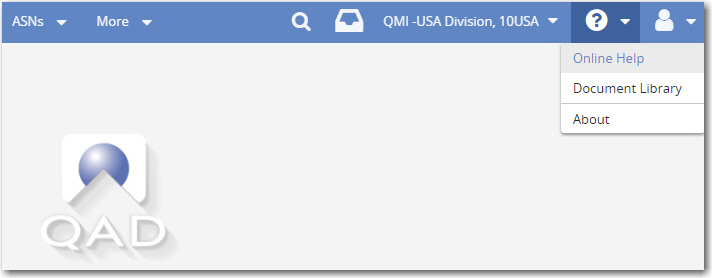 ASNs More QMI -USA Division, 10USA ?
Online Help
Document Library
About
QAD